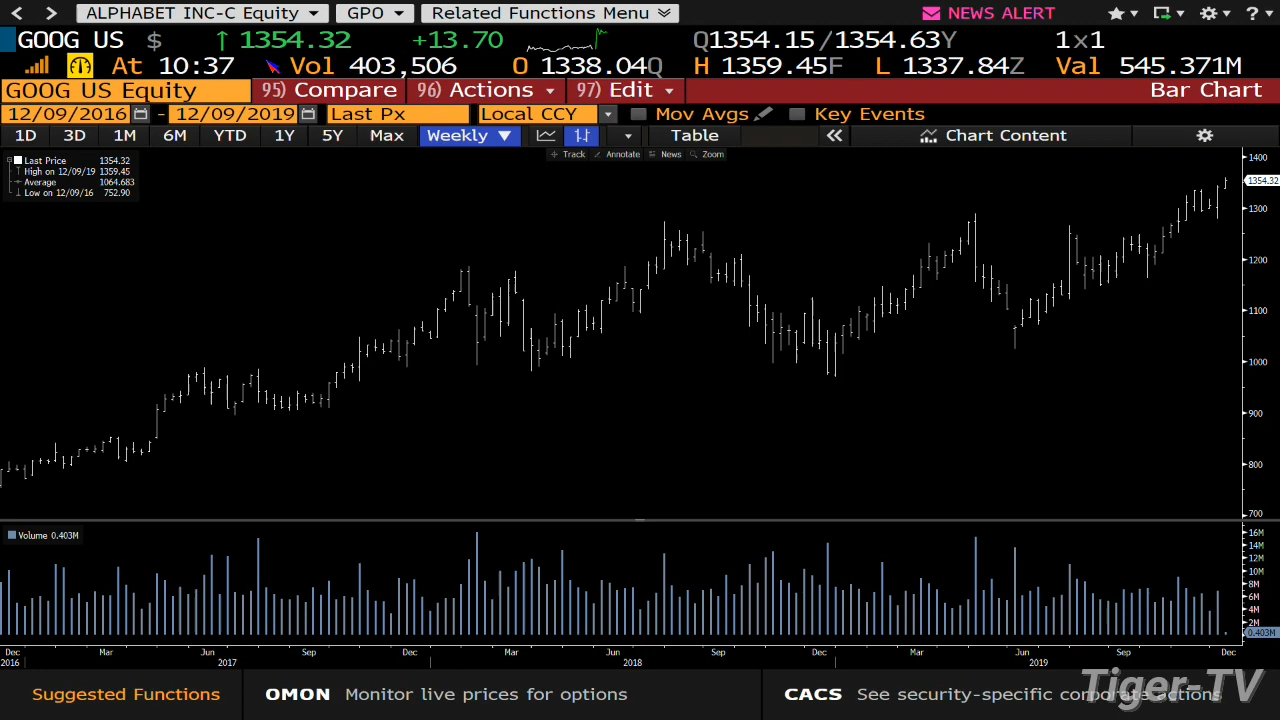 ALPHABET INC-C Equity GPO Related Functions Menu NEWS ALERT ?
GOOG US $ ↑ 1354.32 +13.70 Q1354.15/1354.63Y 1x1
At 10:37 Vol 403,506 O 1338.04Q H 1359.45F L 1337.84Z Val 545.371M
GOOG US Equity 95) Compare 96) Actions 97) Edit Bar Chart
12/09/2016 - 12/09/2019 Last Px Local CCY Mov Avgs Key Events
1D 3D 1M 6M YTD 1Y 5Y Max Weekly ▼ Table « Chart Content
Track Annotate News Zoom
Last Price 1354.32
High on 12/09/19 1359.45
Average 1064.683
Low on 12/09/16 752.90
1400
1354.32
1300
1200
1100
1000
900
800
700
Volume 0.403M
16M
14M
12M
10M
8M
6M
4M
2M
0.403M
Dec Mar Jun Sep Dec Mar Jun Sep Dec Mar Jun Sep Dec
2016 2017 2018 2019
Suggested Functions OMON Monitor live prices for options CACS See security-specific corporate actions
Tiger-TV